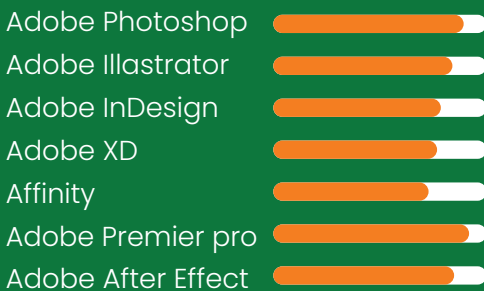 Adobe Photoshop
Adobe Illastrator
Adobe InDesign
Adobe XD
Affinity
Adobe Premier pro
Adobe After Effect